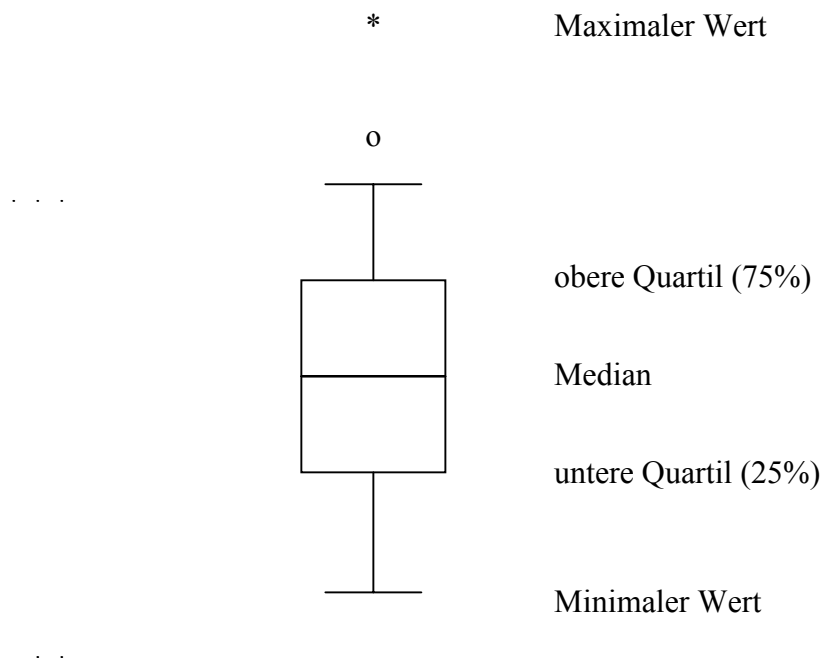 * Maximaler Wert
o
. . .
obere Quartil (75%)
Median
untere Quartil (25%)
Minimaler Wert
. .